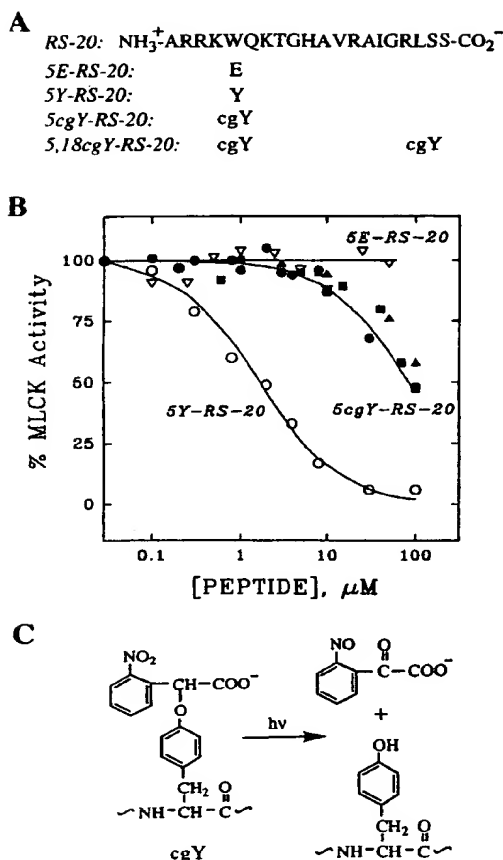 A
RS-20: NH₃⁺-ARRKWQKTGHAVRAIGRLSS-CO₂⁻
5E-RS-20: E
5Y-RS-20: Y
5cgY-RS-20: cgY
5,18cgY-RS-20: cgY cgY
B
% MLCK Activity
100
75
50
25
0
5E-RS-20
5Y-RS-20
5cgY-RS-20
0.1 1 10 100
[PEPTIDE], μM
C
NO₂
CH-COO⁻
O
CH₂ O
~NH-CH-C~
cgY
hν
NO O
C-COO⁻
+
OH
CH₂ O
~NH-CH-C~